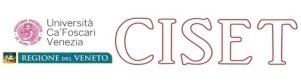 Università
Ca'Foscari
Venezia
REGIONE DEL VENETO
CISET